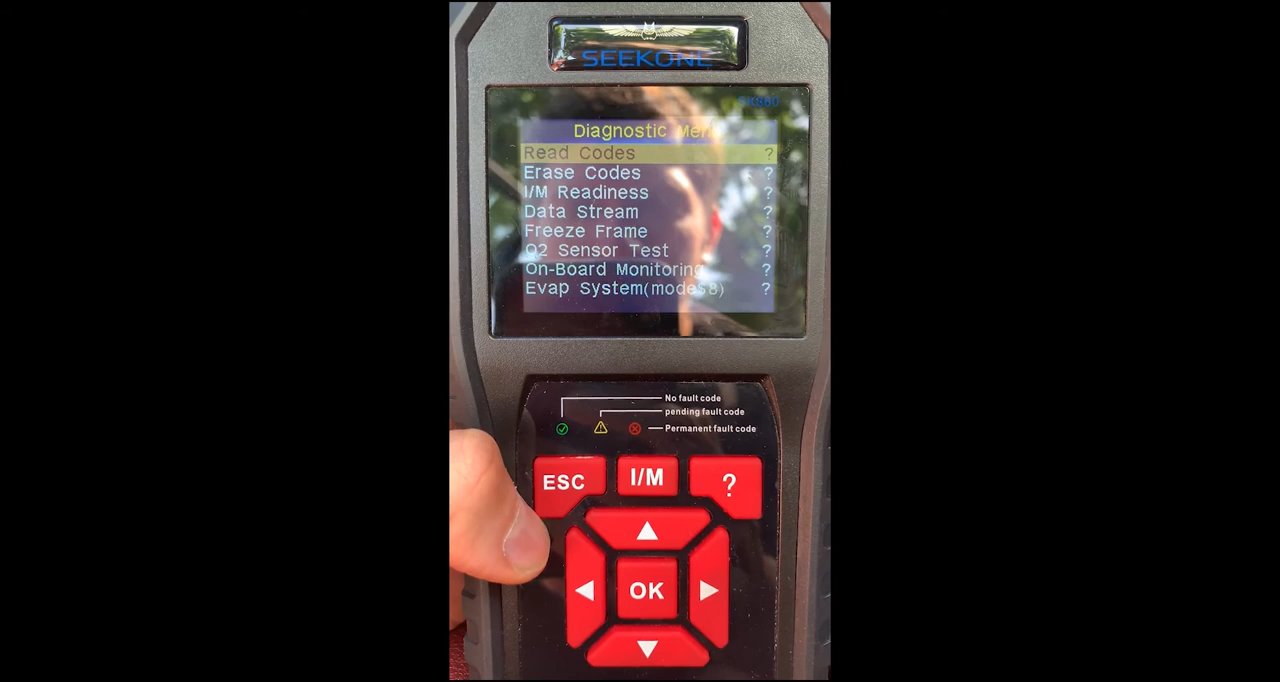 SEEKONE
SK860
Diagnostic Menu
Read Codes ?
Erase Codes ?
I/M Readiness ?
Data Stream ?
Freeze Frame ?
O2 Sensor Test ?
On-Board Monitoring ?
Evap System(mode$8) ?
No fault code
pending fault code
Permanent fault code
ESC
I/M
?
OK